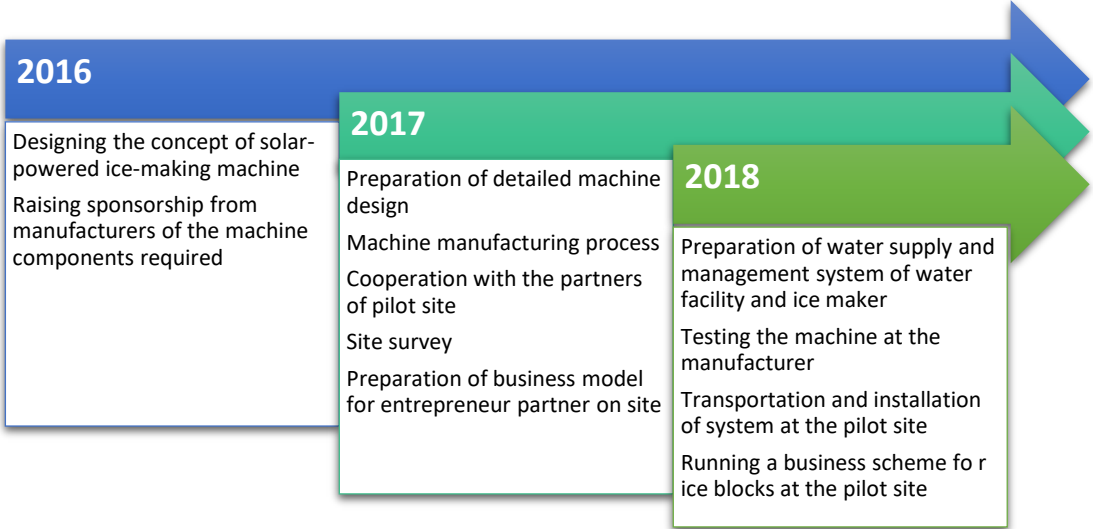 2016
Designing the concept of solar-
powered ice-making machine
Raising sponsorship from
manufacturers of the machine
components required
2017
Preparation of detailed machine
design
Machine manufacturing process
Cooperation with the partners
of pilot site
Site survey
Preparation of business model
for entrepreneur partner on site
2018
Preparation of water supply and
management system of water
facility and ice maker
Testing the machine at the
manufacturer
Transportation and installation
of system at the pilot site
Running a business scheme fo r
ice blocks at the pilot site